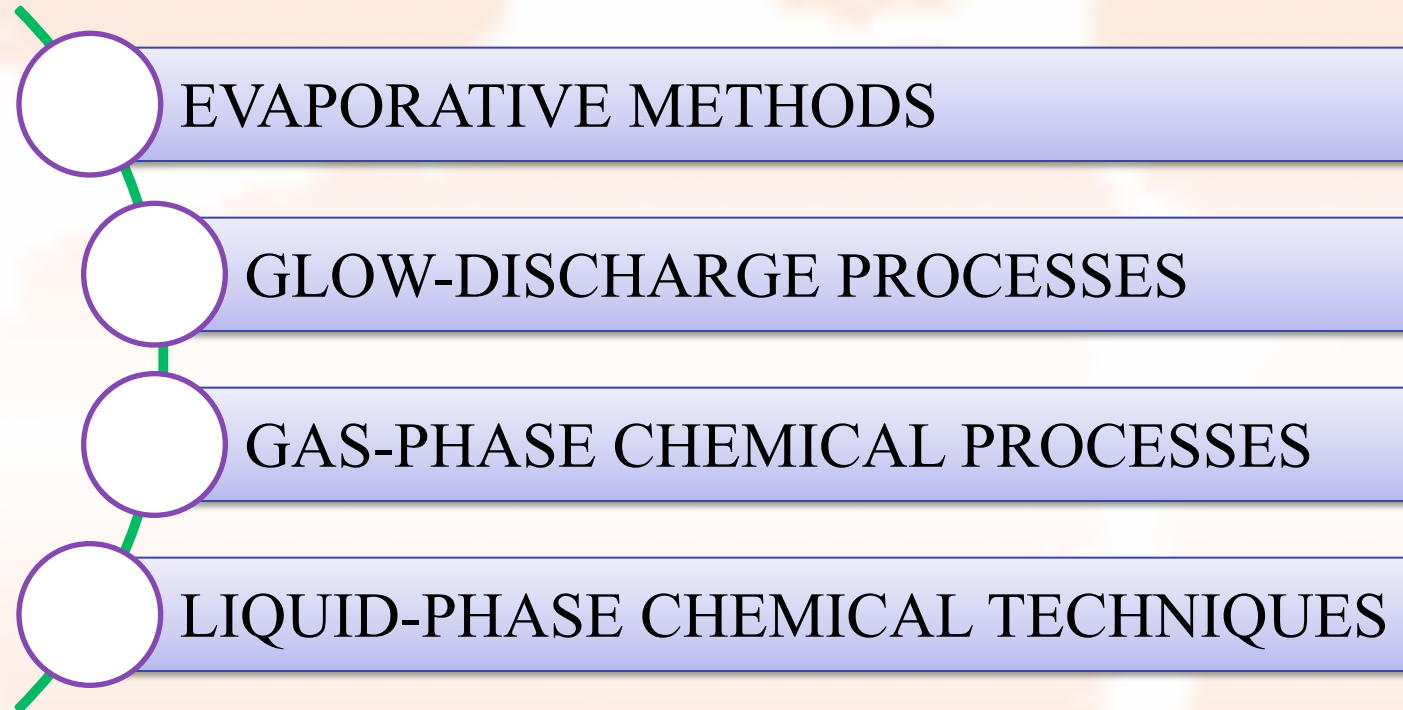 EVAPORATIVE METHODS
GLOW-DISCHARGE PROCESSES
GAS-PHASE CHEMICAL PROCESSES
LIQUID-PHASE CHEMICAL TECHNIQUES